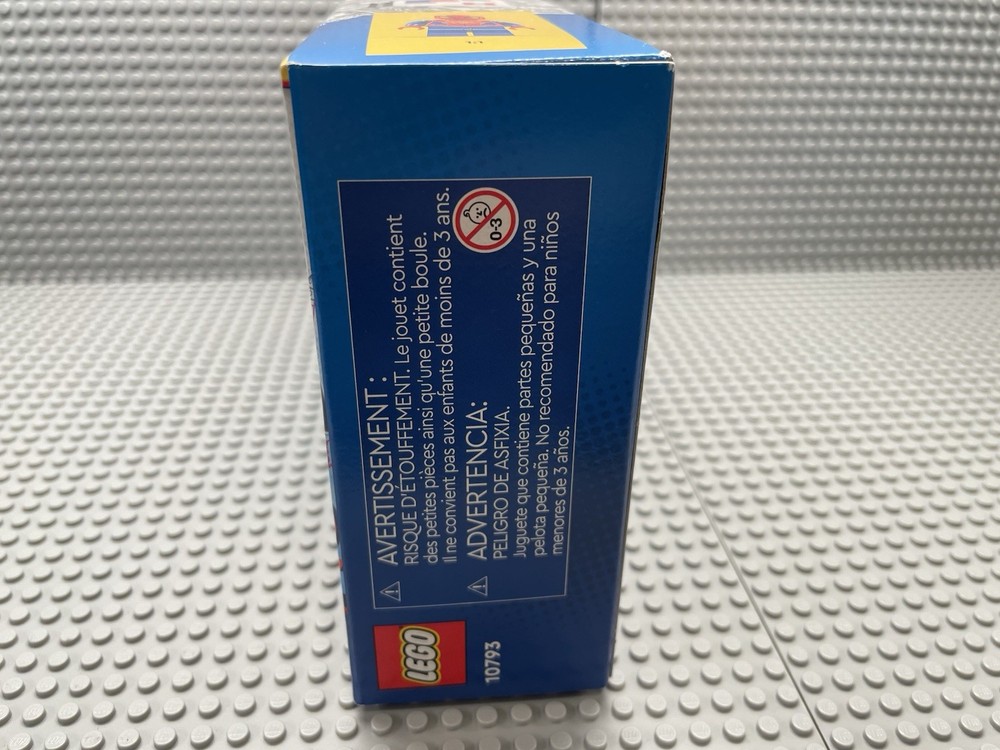 AVERTISSEMENT :
RISQUE D'ÉTOUFFEMENT. Le jouet contient
des petites pièces ainsi qu'une petite boule.
Il ne convient pas aux enfants de moins de 3 ans.
0-3
ADVERTENCIA:
PELIGRO DE ASFIXIA.
Juguete que contiene partes pequeñas y una
pelota pequeña. No recomendado para niños
menores de 3 años.
LEGO
10793